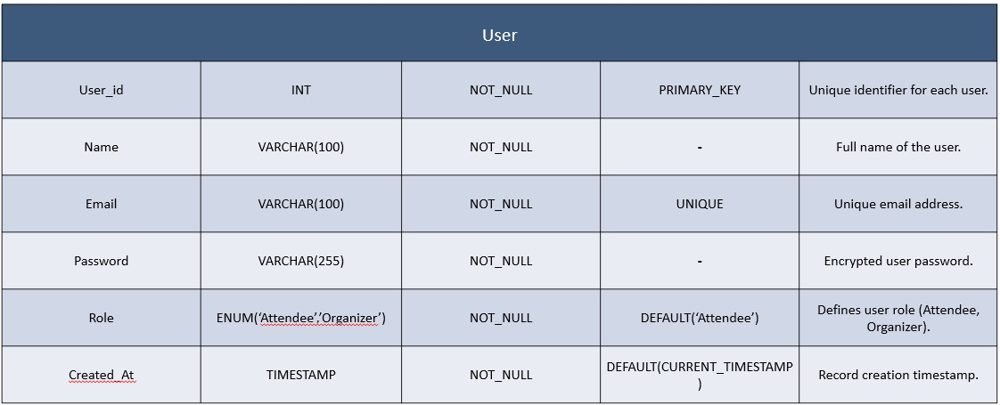 User
User_id INT NOT_NULL PRIMARY_KEY Unique identifier for each user.
Name VARCHAR(100) NOT_NULL - Full name of the user.
Email VARCHAR(100) NOT_NULL UNIQUE Unique email address.
Password VARCHAR(255) NOT_NULL - Encrypted user password.
Role ENUM(‘Attendee’,’Organizer’) NOT_NULL DEFAULT(‘Attendee’) Defines user role (Attendee,
Organizer).
Created_At TIMESTAMP NOT_NULL DEFAULT(CURRENT_TIMESTAMP
) Record creation timestamp.